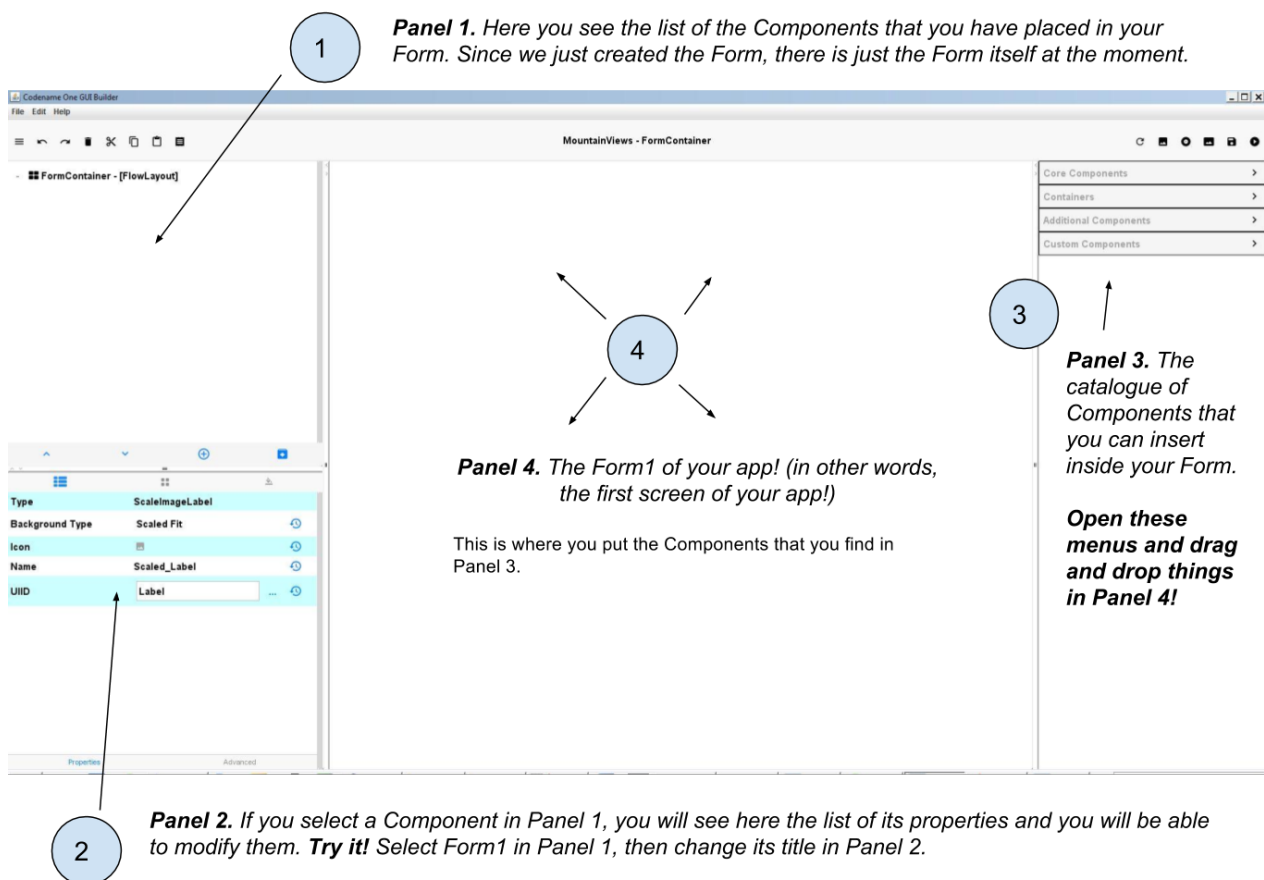 1
Panel 1. Here you see the list of the Components that you have placed in your
Form. Since we just created the Form, there is just the Form itself at the moment.
Codename One GUI Builder
File Edit Help
MountainViews - FormContainer
FormContainer - [FlowLayout]
Core Components
Containers
Additional Components
Custom Components
3
4
Panel 3. The
catalogue of
Components that
you can insert
inside your Form.
Open these
menus and drag
and drop things
in Panel 4!
Panel 4. The Form1 of your app! (in other words,
the first screen of your app!)
This is where you put the Components that you find in
Panel 3.
Type ScaleImageLabel
Background Type Scaled Fit
Icon
Name Scaled_Label
UIID Label ...
Properties Advanced
2
Panel 2. If you select a Component in Panel 1, you will see here the list of its properties and you will be able
to modify them. Try it! Select Form1 in Panel 1, then change its title in Panel 2.